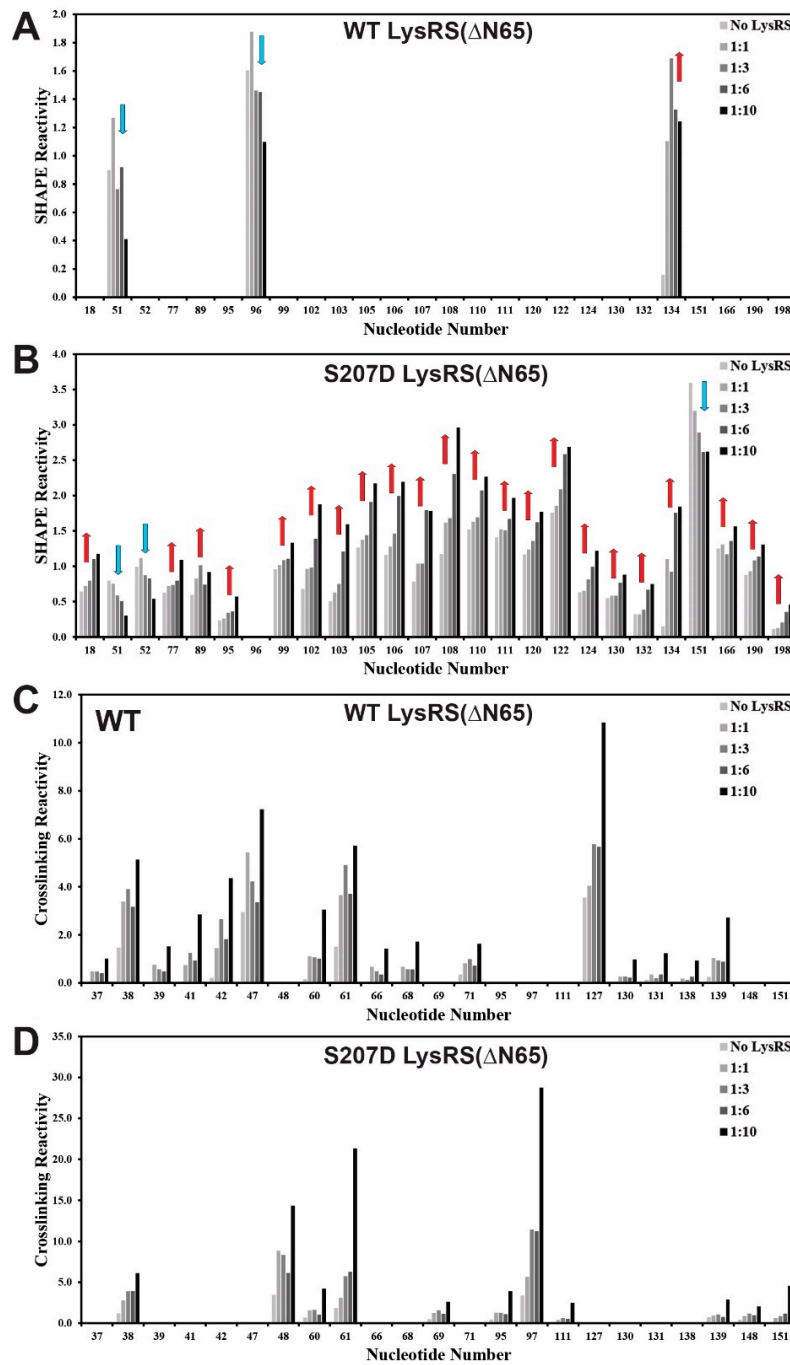 A
WT LysRS(ΔN65)
No LysRS
1:1
1:3
1:6
1:10
SHAPE Reactivity
2.0
1.8
1.6
1.4
1.2
1.0
0.8
0.6
0.4
0.2
0.0
18 51 52 77 89 95 96 99 102 103 105 106 107 108 110 111 120 122 124 130 132 134 151 166 190 198
Nucleotide Number
B
S207D LysRS(ΔN65)
No LysRS
1:1
1:3
1:6
1:10
SHAPE Reactivity
4.0
3.5
3.0
2.5
2.0
1.5
1.0
0.5
0.0
18 51 52 77 89 95 96 99 102 103 105 106 107 108 110 111 120 122 124 130 132 134 151 166 190 198
Nucleotide Number
C
WT
WT LysRS(ΔN65)
No LysRS
1:1
1:3
1:6
1:10
Crosslinking Reactivity
12.0
10.0
8.0
6.0
4.0
2.0
0.0
37 38 39 41 42 47 48 60 61 66 68 69 71 95 97 111 127 130 131 138 139 148 151
Nucleotide Number
D
S207D LysRS(ΔN65)
No LysRS
1:1
1:3
1:6
1:10
Crosslinking Reactivity
35.0
30.0
25.0
20.0
15.0
10.0
5.0
0.0
37 38 39 41 42 47 48 60 61 66 68 69 71 95 97 111 127 130 131 138 139 148 151
Nucleotide Number